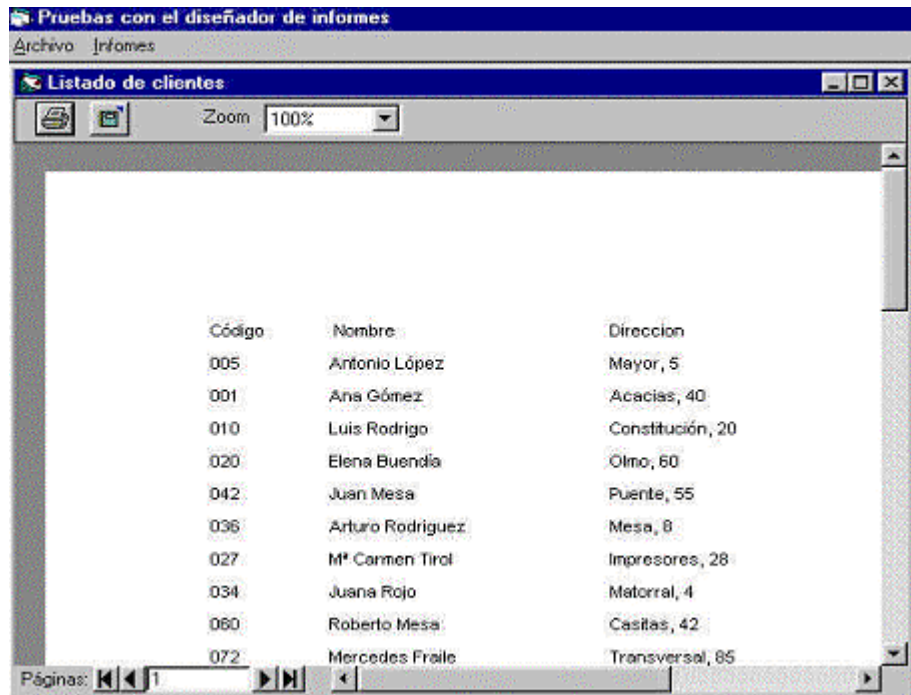 Pruebas con el diseñador de informes
Archivo Infomes
Listado de clientes
Zoom 100%
Código Nombre Direccion
005 Antonio López Mayor, 5
001 Ana Gómez Acacias, 40
010 Luis Rodrigo Constitución, 20
020 Elena Buendía Olmo, 60
042 Juan Mesa Puente, 55
036 Arturo Rodriguez Mesa, 8
027 Mª Carmen Tirol Impresores, 28
034 Juana Rojo Matorral, 4
060 Roberto Mesa Casitas, 42
072 Mercedes Fraile Transversal, 85
Páginas: 1